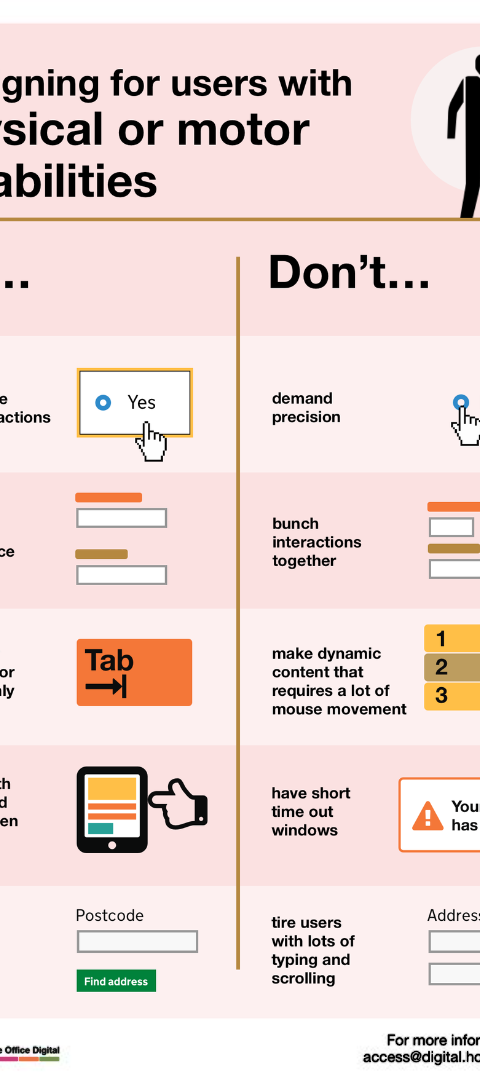 gning for users with
sical or motor
abilities
..
Don't...
e
actions
Yes
demand
precision
ce
bunch
interactions
together
or
ly
Tab
make dynamic
content that
requires a lot of
mouse movement
1
2
3
th
d
en
have short
time out
windows
You
has
Postcode
Find address
tire users
with lots of
typing and
scrolling
Address
e Office Digital
For more infor
access@digital.ho